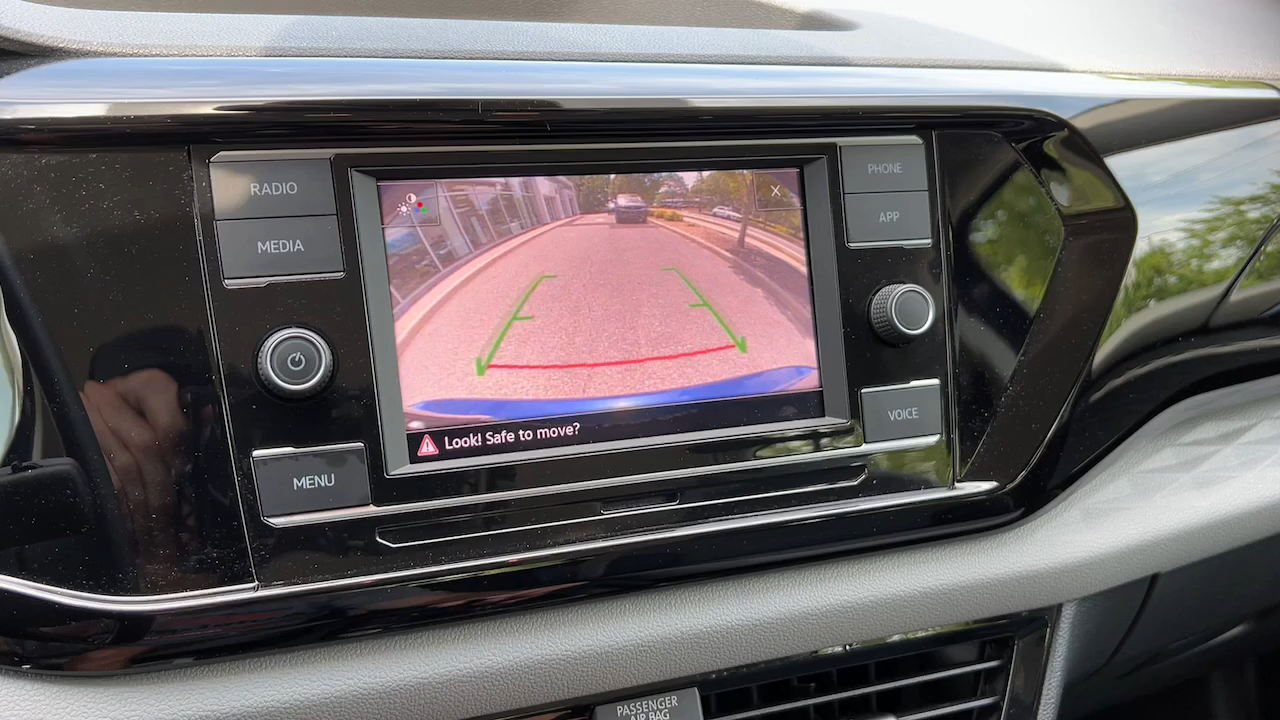 RADIO
MEDIA
MENU
Look! Safe to move?
PHONE
APP
VOICE
PASSENGER
AIR BAG